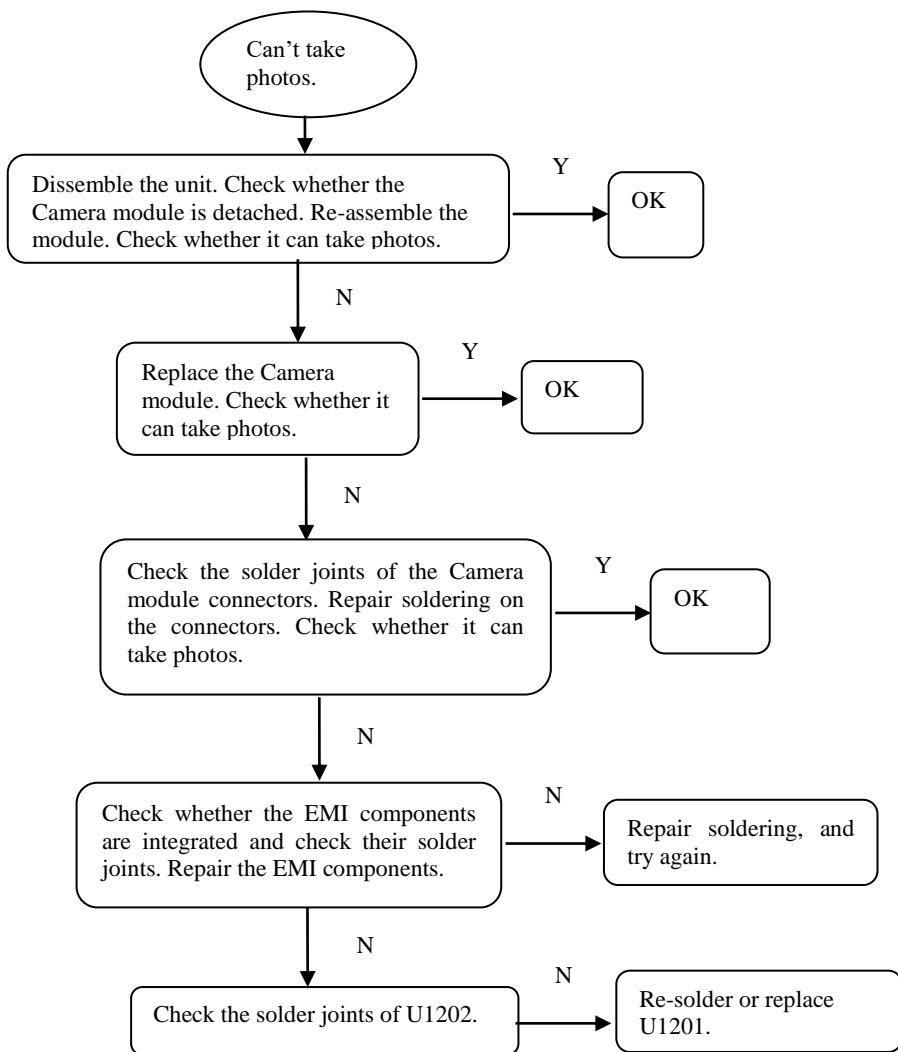 Can’t take
photos.
Y
Dissemble the unit. Check whether the
Camera module is detached. Re-assemble the
module. Check whether it can take photos.
OK
N
Y
Replace the Camera
module. Check whether it
can take photos.
OK
N
Check the solder joints of the Camera
module connectors. Repair soldering on
the connectors. Check whether it can
take photos.
Y
OK
N
Check whether the EMI components
are integrated and check their solder
joints. Repair the EMI components.
N
Repair soldering, and
try again.
N
Check the solder joints of U1202.
N
Re-solder or replace
U1201.